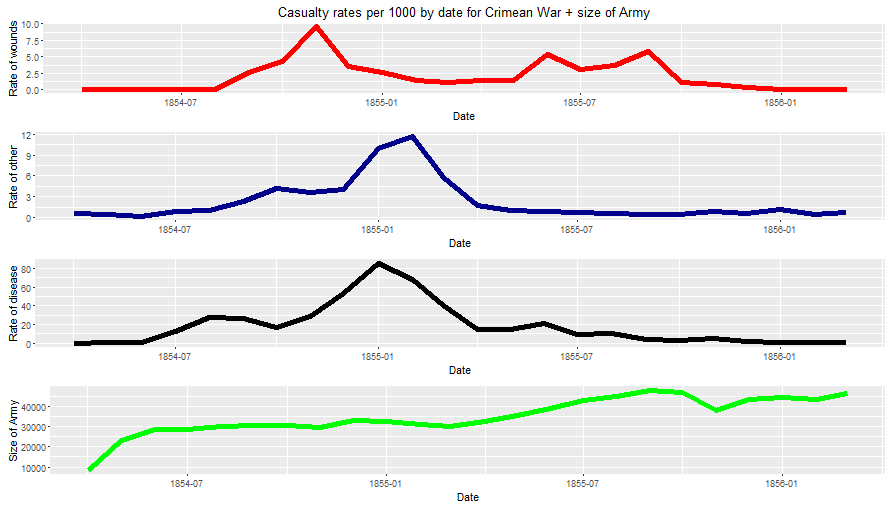 Casualty rates per 1000 by date for Crimean War + size of Army
Rate of wounds
10.0
7.5
5.0
2.5
0.0
1854-07 1855-01 1855-07 1856-01
Date
Rate of other
12
9
6
3
0
1854-07 1855-01 1855-07 1856-01
Date
Rate of disease
80
60
40
20
0
1854-07 1855-01 1855-07 1856-01
Date
Size of Army
40000
30000
20000
10000
1854-07 1855-01 1855-07 1856-01
Date